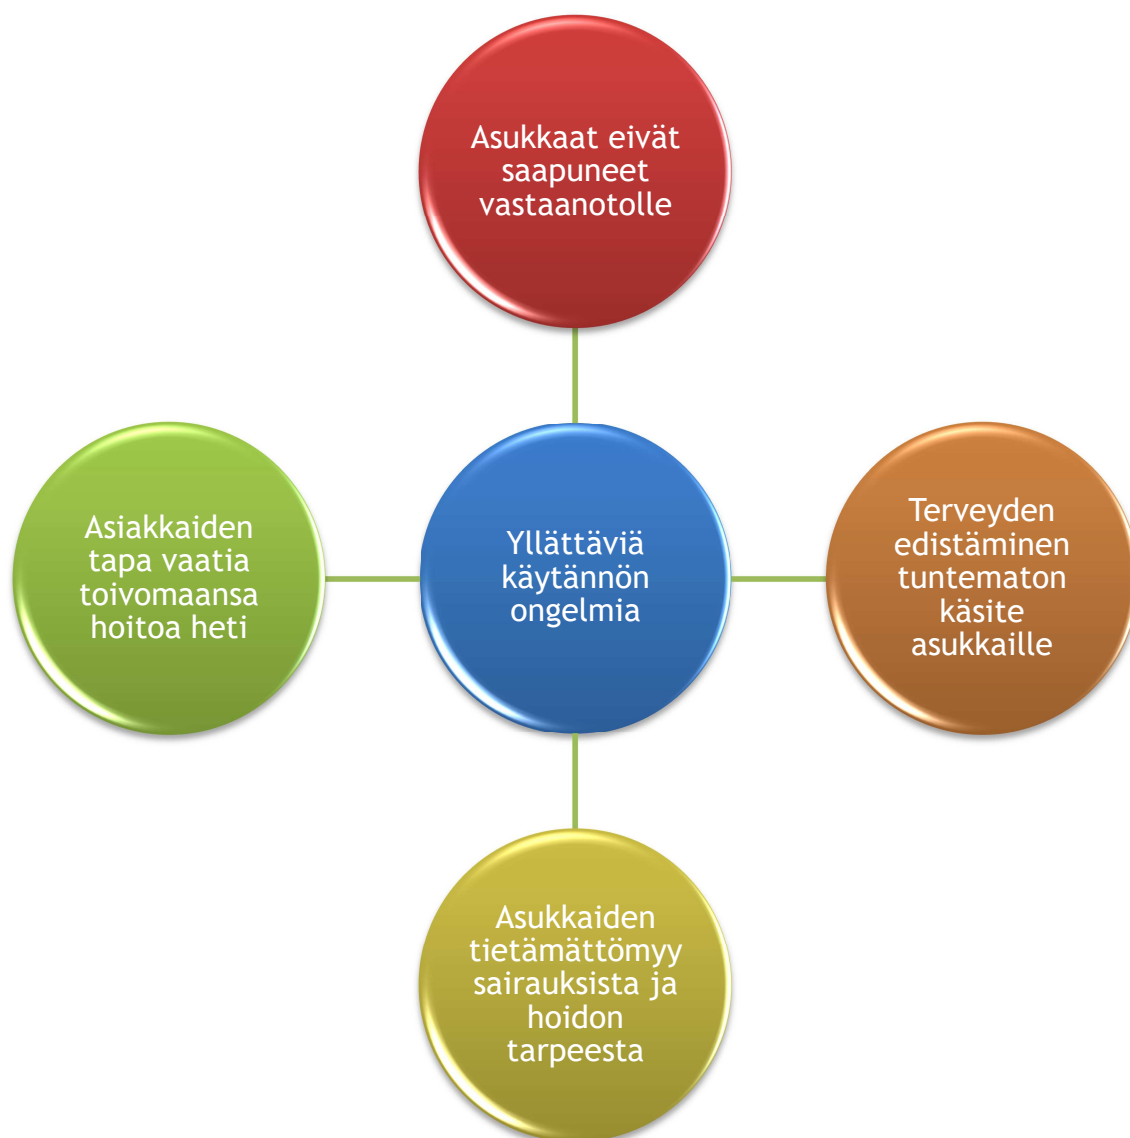 Asukkaat eivät
saapuneet
vastaanotolle
Asiakkaiden
tapa vaatia
toivomaansa
hoitoa heti
Yllättäviä
käytännön
ongelmia
Terveyden
edistäminen
tuntematon
käsite
asukkaille
Asukkaiden
tietämättömyy
sairauksista ja
hoidon
tarpeesta